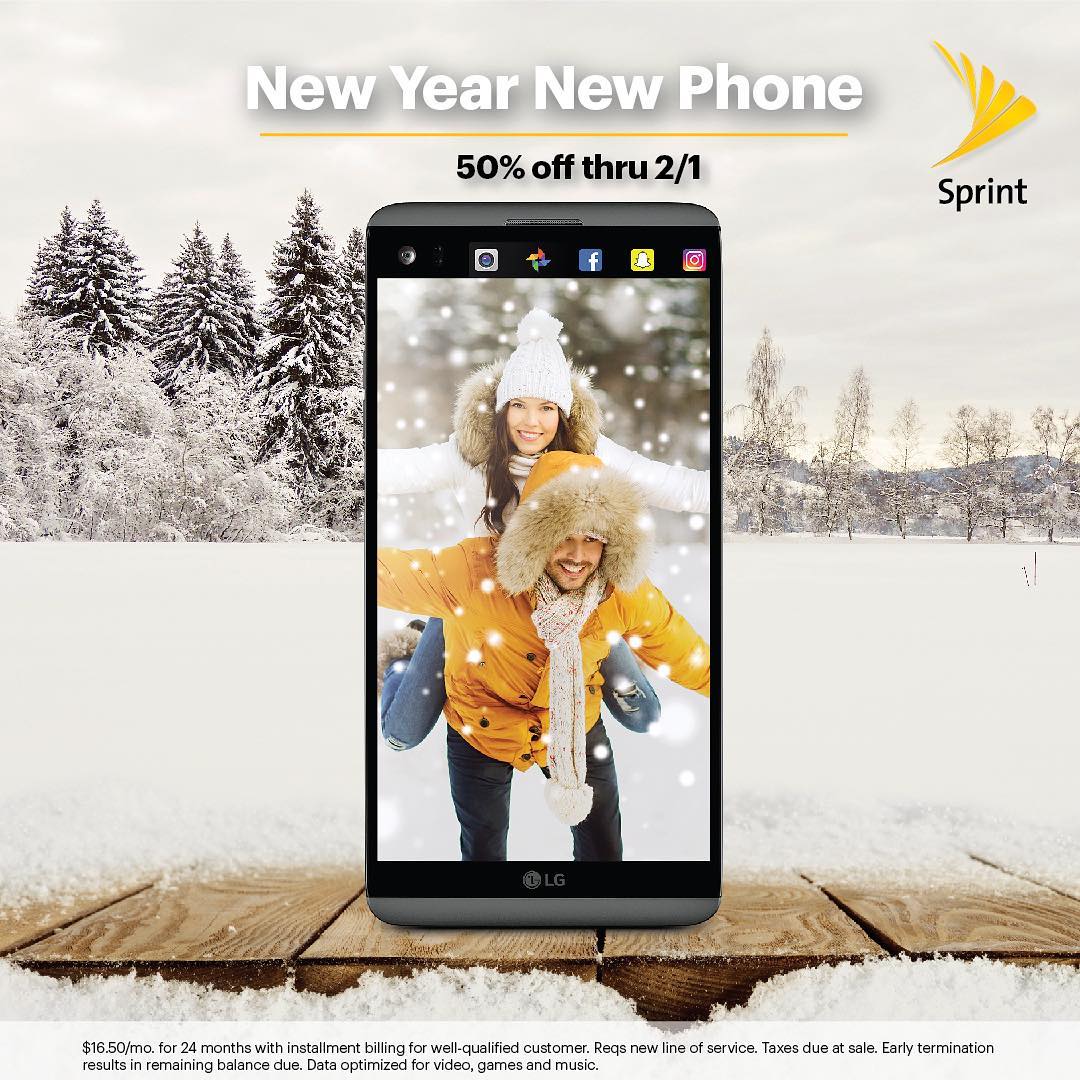 New Year New Phone
50% off thru 2/1
Sprint
LG
$16.50/mo. for 24 months with installment billing for well-qualified customer. Reqs new line of service. Taxes due at sale. Early termination
results in remaining balance due. Data optimized for video, games and music.